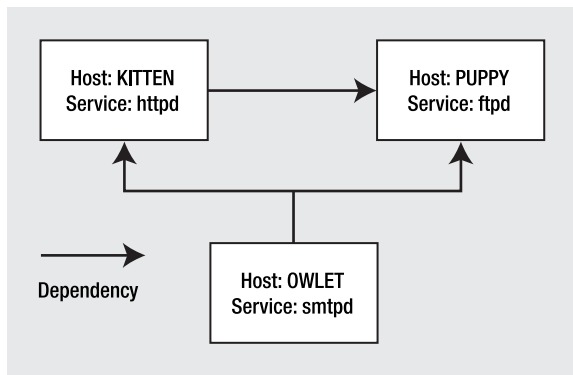 Host: KITTEN
Service: httpd
Host: PUPPY
Service: ftpd
Dependency
Host: OWLET
Service: smtpd